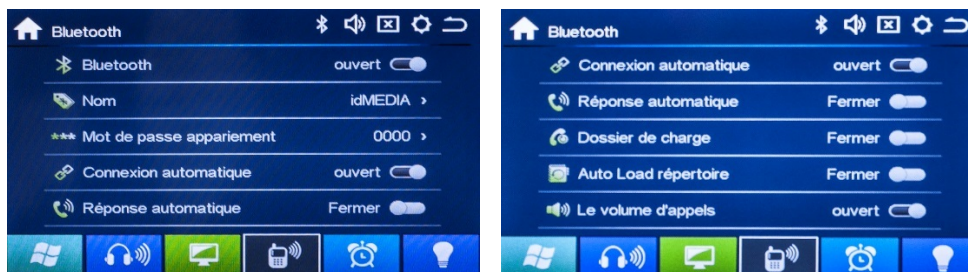 Bluetooth
Bluetooth ouvert
Nom idMEDIA
*** Mot de passe appariement 0000
Connexion automatique ouvert
Réponse automatique Fermer
Bluetooth
Connexion automatique ouvert
Réponse automatique Fermer
Dossier de charge Fermer
Auto Load répertoire Fermer
Le volume d'appels ouvert